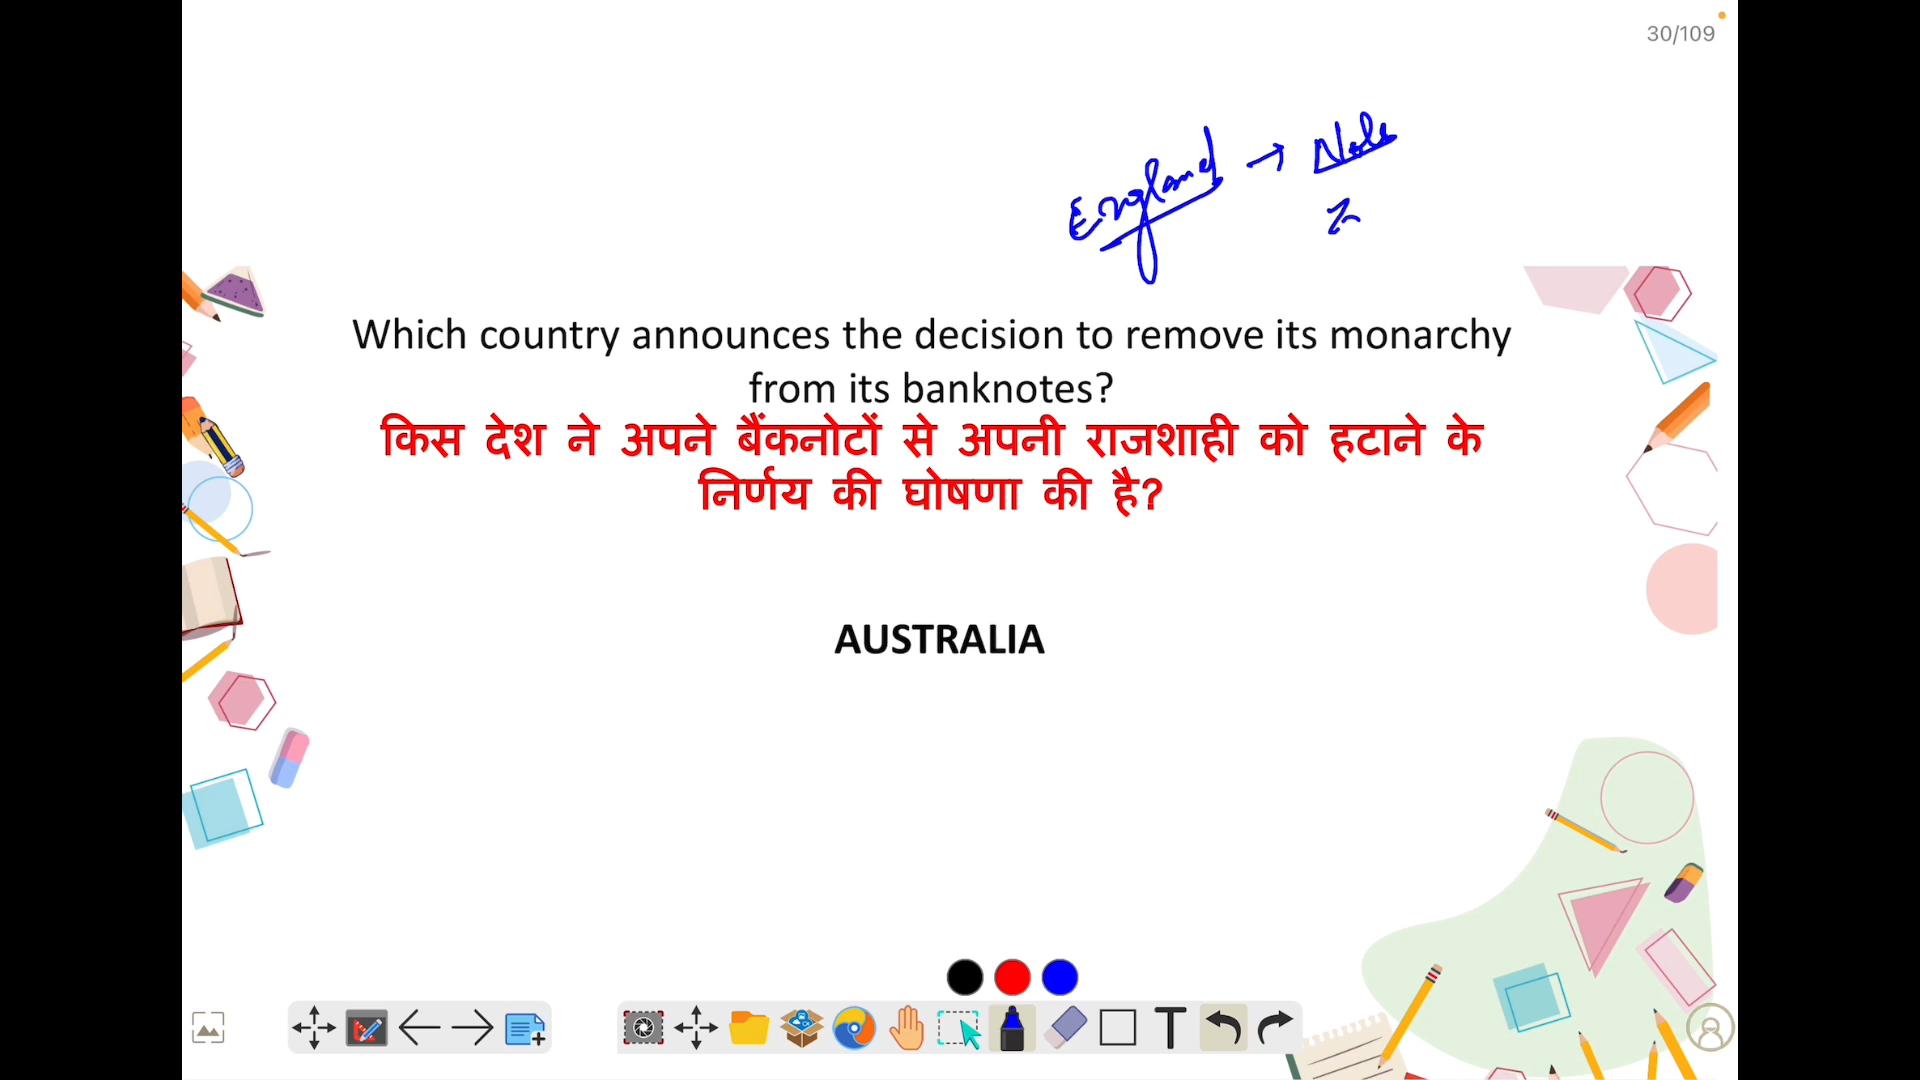 30/109
England → Note
Which country announces the decision to remove its monarchy
from its banknotes?
किस देश ने अपने बैंकनोटों से अपनी राजशाही को हटाने के
निर्णय की घोषणा की है?
AUSTRALIA
T